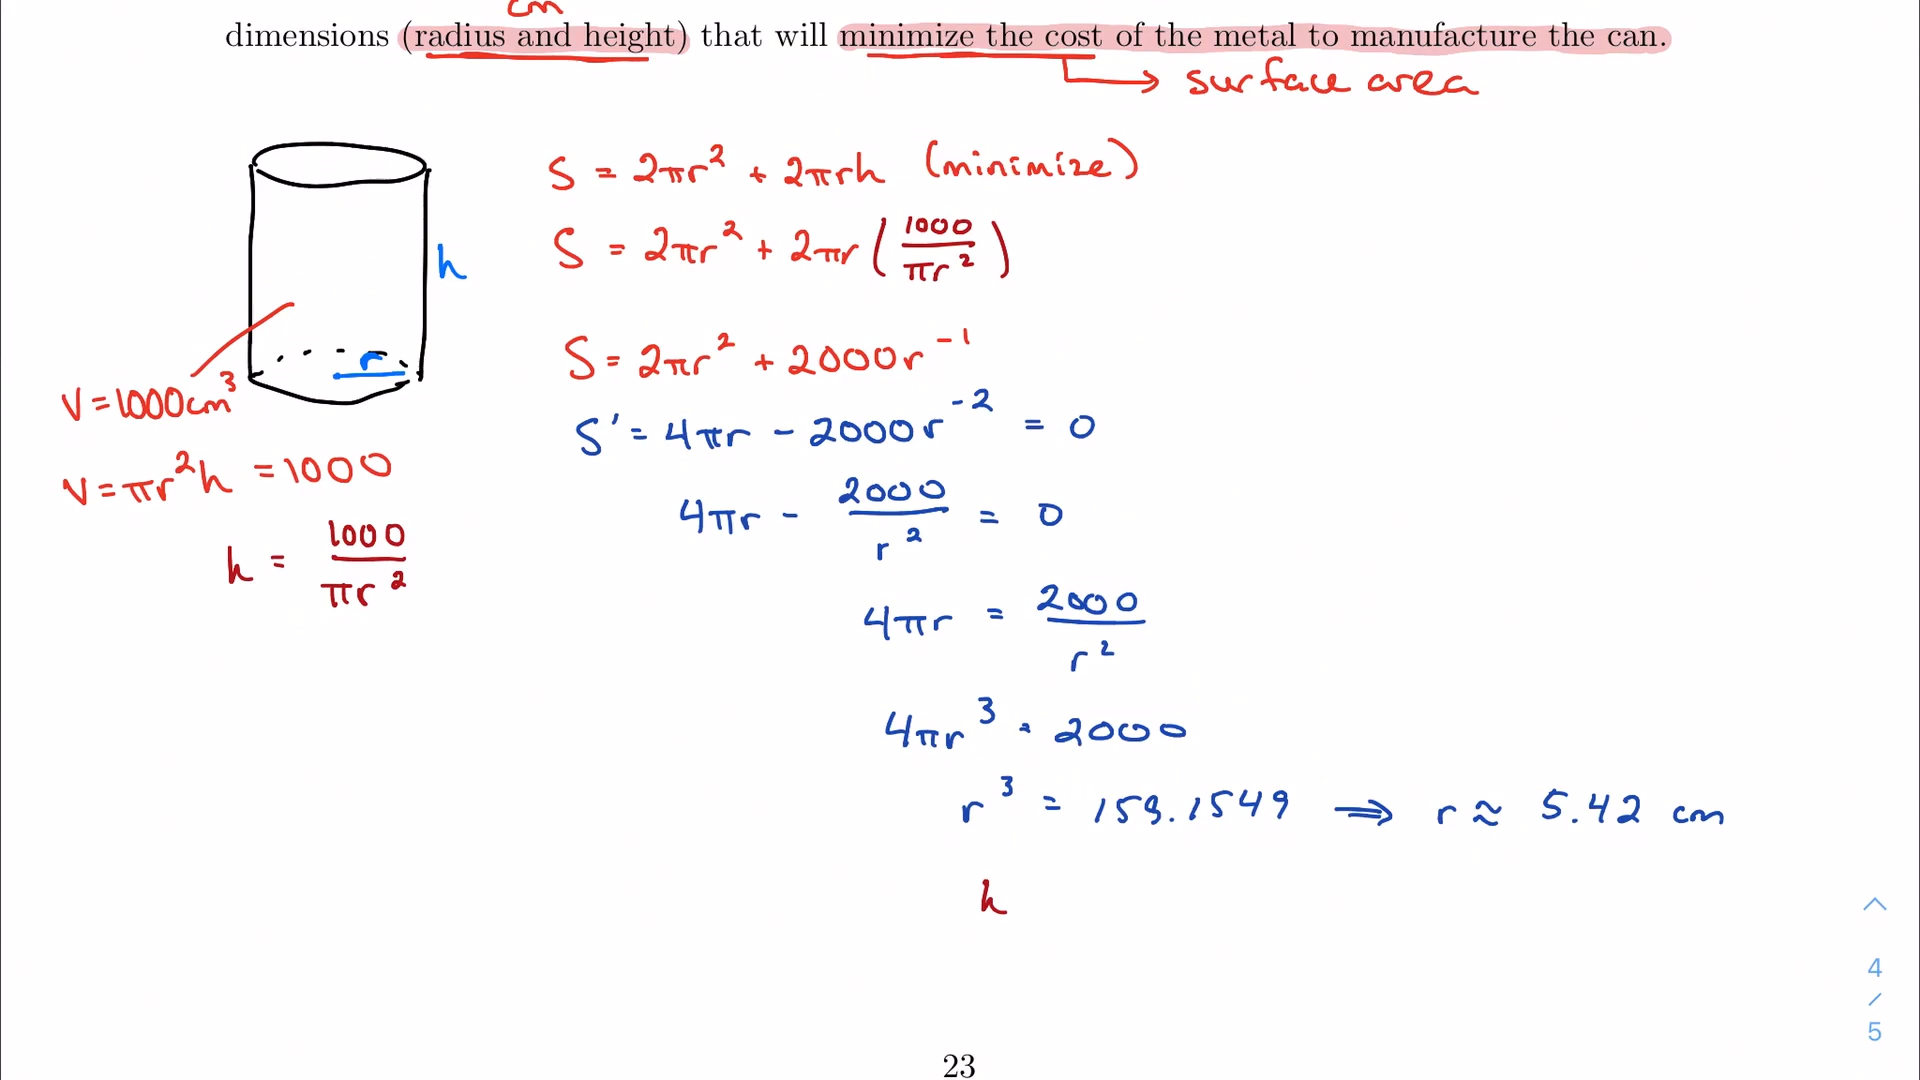 cm
dimensions (radius and height) that will minimize the cost of the metal to manufacture the can.
→ surface area
S = 2πr² + 2πrh (minimize)
S = 2πr² + 2πr (1000/πr²)
h
r
S = 2πr² + 2000r⁻¹
V = 1000cm³
S' = 4πr − 2000r⁻² = 0
V = πr²h = 1000
4πr − 2000/r² = 0
h = 1000/πr²
4πr = 2000/r²
4πr³ = 2000
r³ = 159.1549 ⟹ r ≈ 5.42 cm
h
4
/
5
23